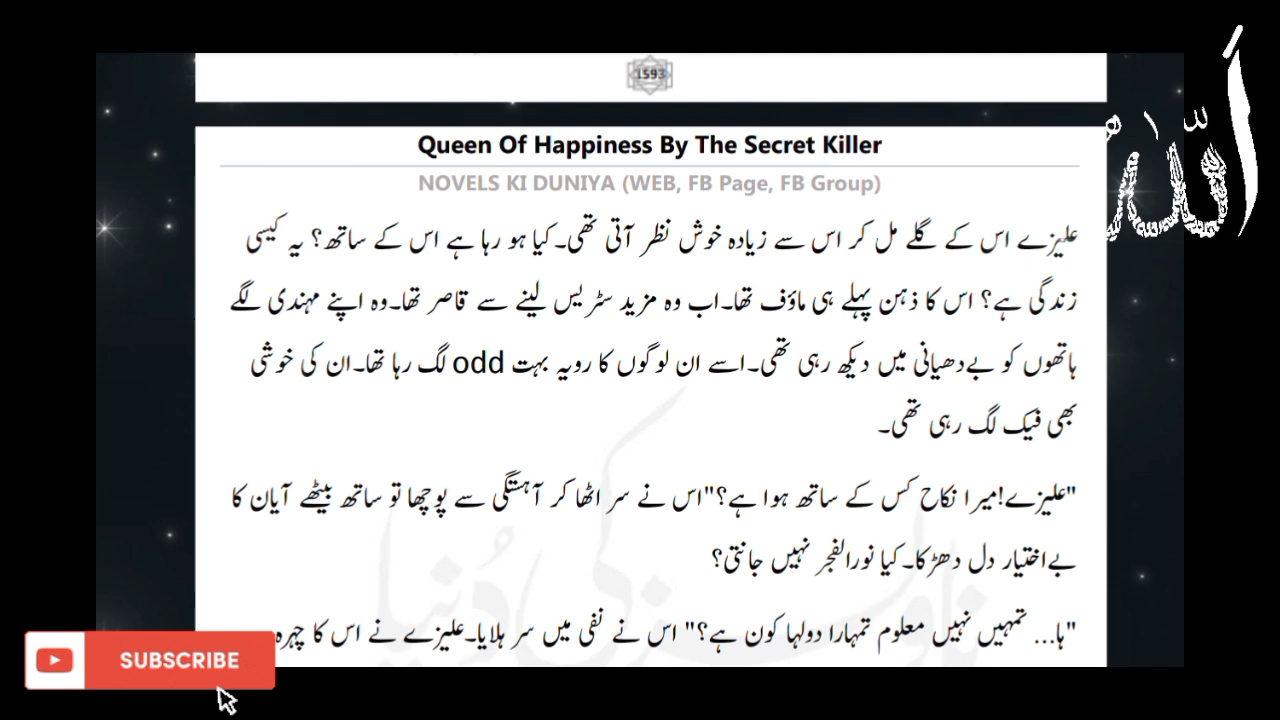 1593
Queen Of Happiness By The Secret Killer
NOVELS KI DUNIYA (WEB, FB Page, FB Group)
علیزے اس کے گلے مل کر اس سے زیادہ خوش نظر آتی تھی۔کیا ہو رہا ہے اس کے ساتھ؟ یہ کیسی
زندگی ہے؟ اس کا ذہن پہلے ہی ماؤف تھا۔اب وہ مزید سٹریس لینے سے قاصر تھا۔وہ اپنے مہندی لگے
ہاتھوں کو بےدھیانی میں دیکھ رہی تھی۔اسے ان لوگوں کا رویہ بہت odd لگ رہا تھا۔ان کی خوشی
بھی فیک لگ رہی تھی۔
"علیزے!میرا نکاح کس کے ساتھ ہوا ہے؟"اس نے سر اٹھا کر آہستگی سے پوچھا تو ساتھ بیٹھے آیان کا
بےاختیار دل دھڑکا۔کیا نورالفجر نہیں جانتی؟
"ہا... تمہیں نہیں معلوم تمہارا دولہا کون ہے؟" اس نے نفی میں سر ہلایا۔علیزے نے اس کا چہرہ
ناولز کی دُنیا
اللّٰه
SUBSCRIBE